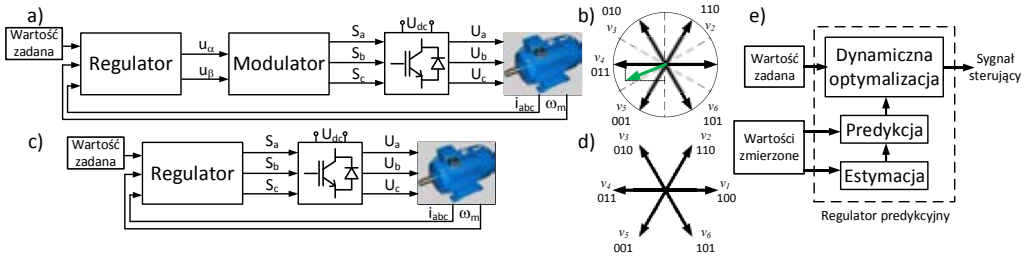 a)
Wartość
zadana
Regulator
uα
uβ
Modulator
Sa
Sb
Sc
Udc
Ua
Ub
Uc
iabc ωm
b)
010 110
v3 v2
v4
011
v5 v6
001 101
c)
Wartość
zadana
Regulator
Sa
Sb
Sc
Udc
Ua
Ub
Uc
iabc ωm
d)
v3 v2
010 110
v4 v1
011 100
v5 v6
001 101
e)
Wartość
zadana
Dynamiczna
optymalizacja
Sygnał
sterujący
Wartości
zmierzone
Predykcja
Estymacja
Regulator predykcyjny